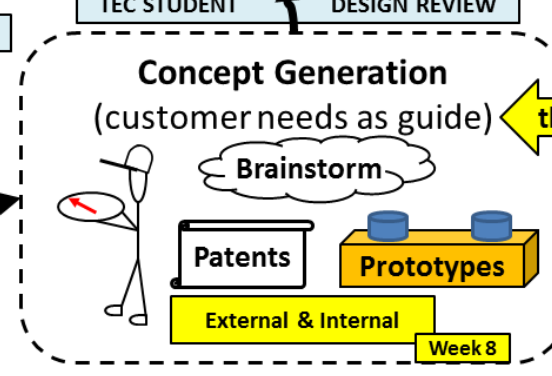 TEC STUDENT
DESIGN REVIEW
Concept Generation
(customer needs as guide)
Brainstorm
Patents
Prototypes
External & Internal
Week 8